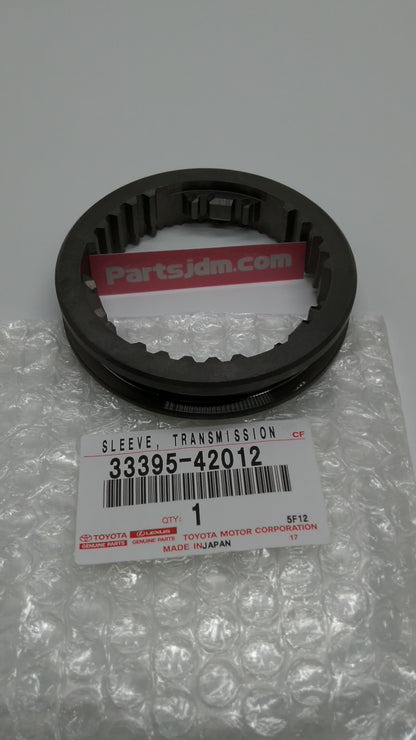 Partsjdm.com
SLEEVE, TRANSMISSION CF
33395-42012
QTY: 1 5F12
TOYOTA LEXUS TOYOTA MOTOR CORPORATION
GENUINE PARTS GENUINE PARTS 17
MADE IN JAPAN